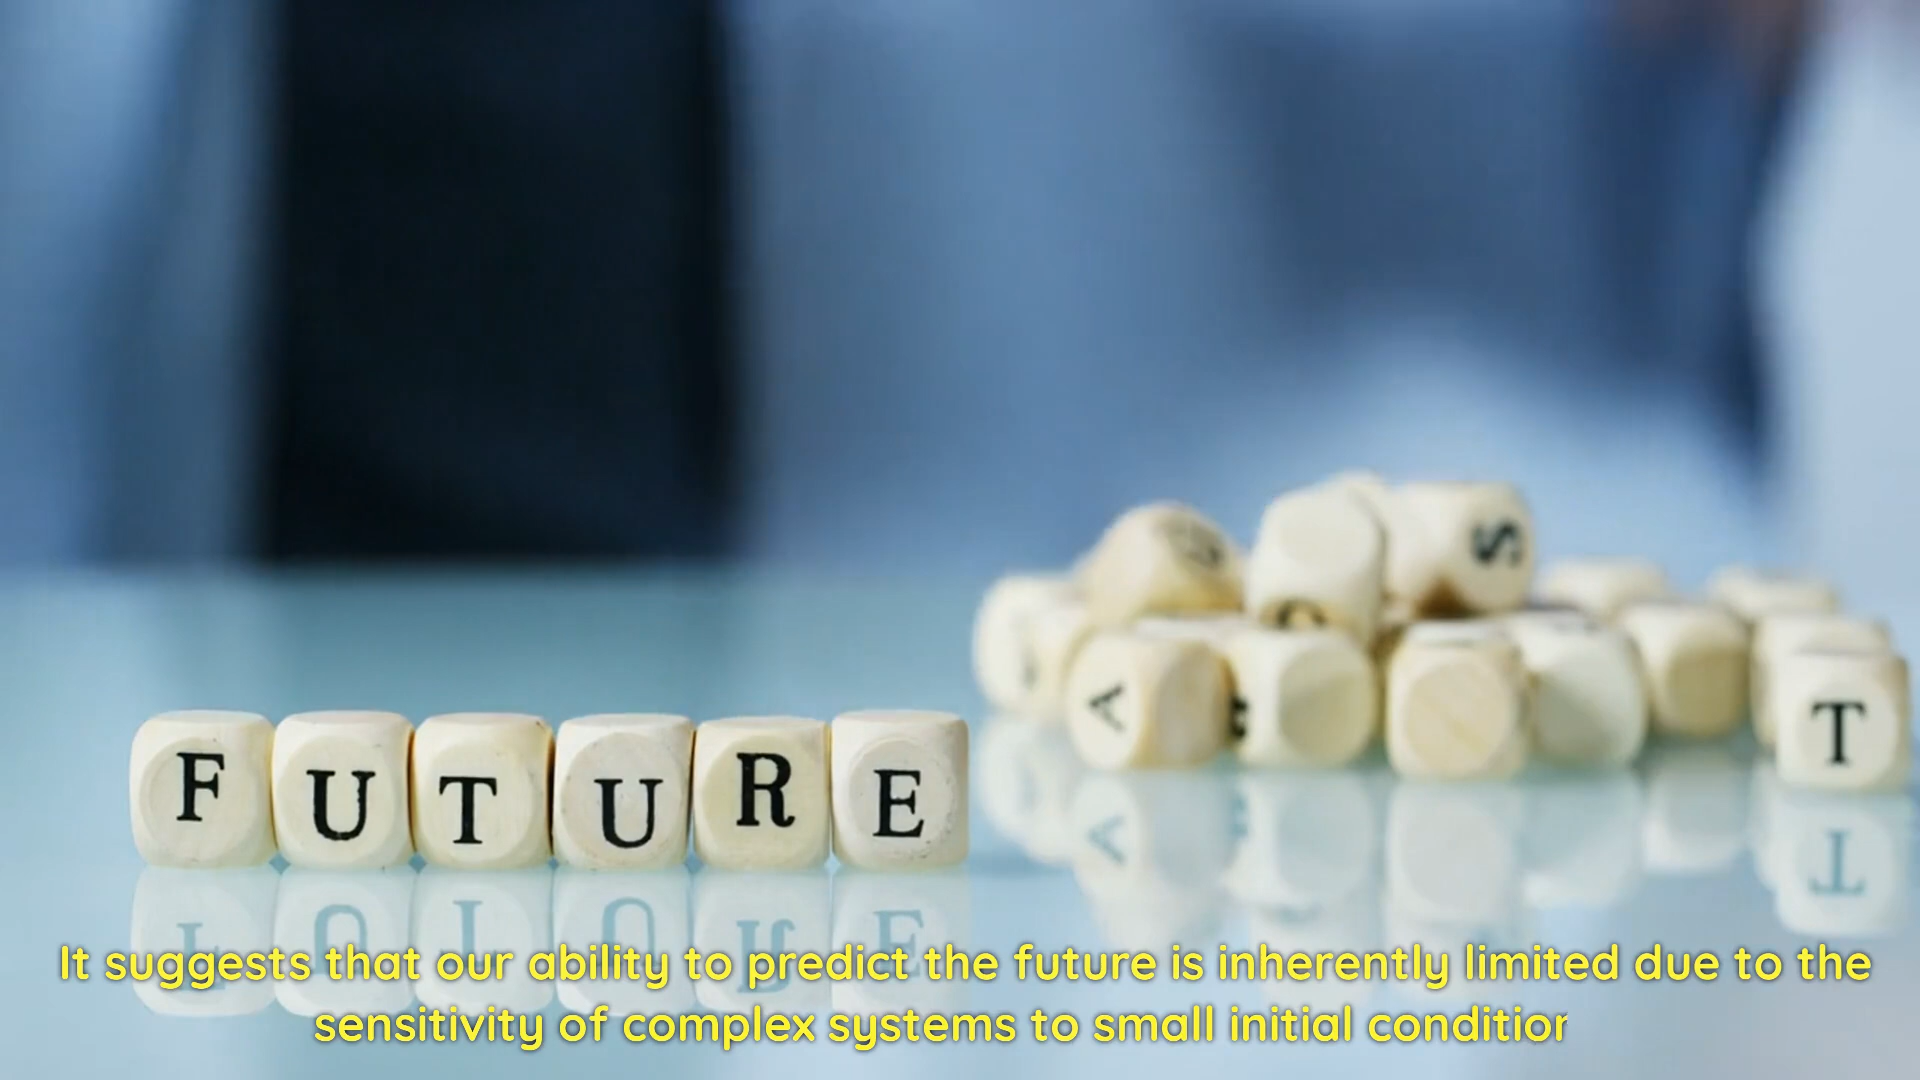 S
A
T
FUTURE
It suggests that our ability to predict the future is inherently limited due to the
sensitivity of complex systems to small initial condition